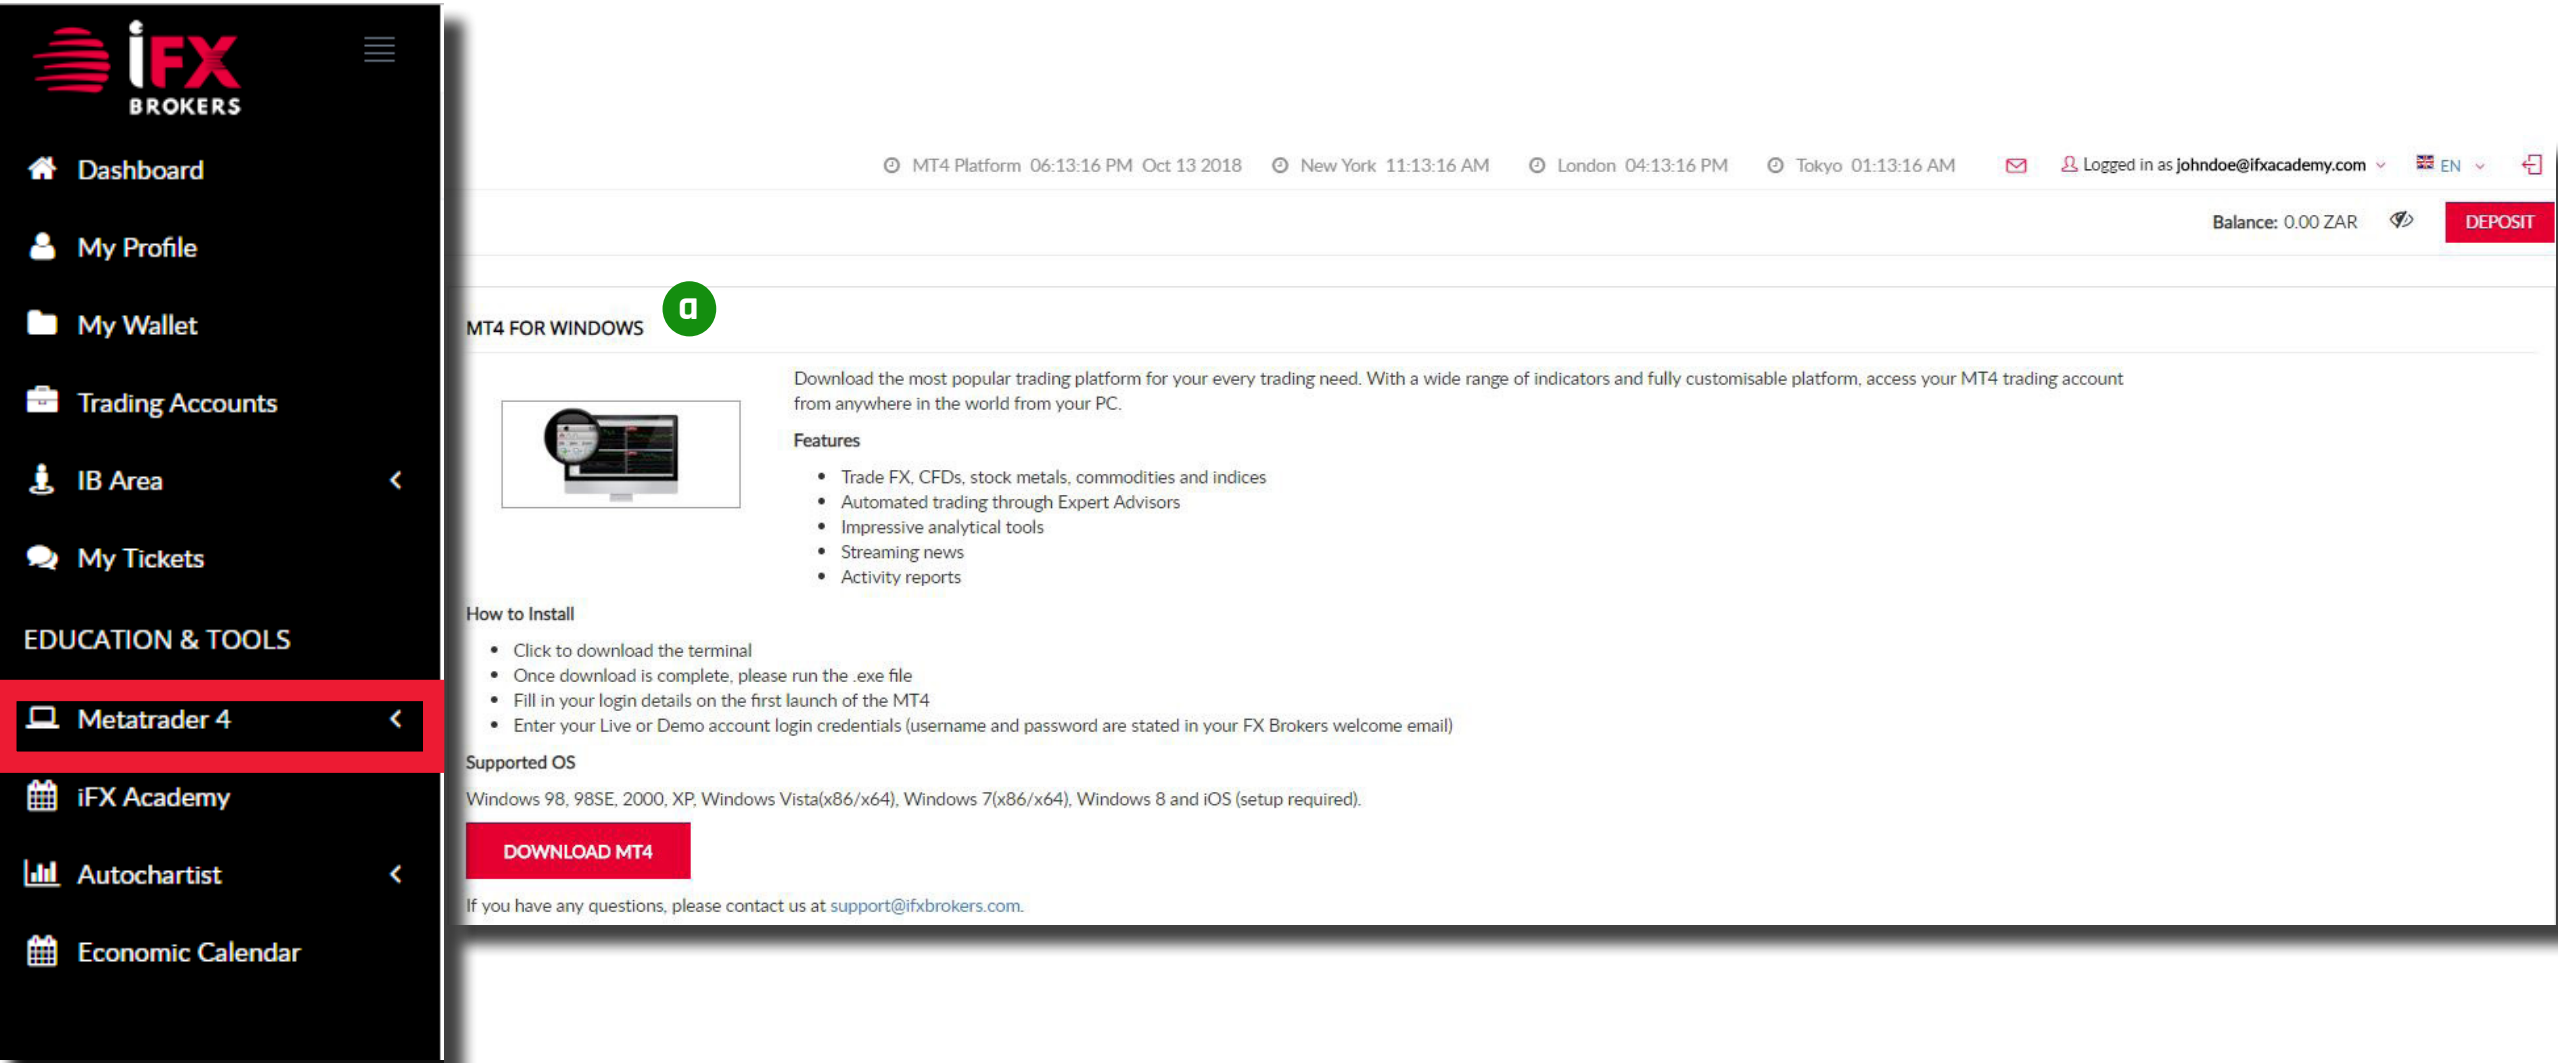 iFX
BROKERS
Dashboard
My Profile
My Wallet
Trading Accounts
IB Area
My Tickets
EDUCATION & TOOLS
Metatrader 4
iFX Academy
Autochartist
Economic Calendar
MT4 Platform 06:13:16 PM Oct 13 2018 New York 11:13:16 AM London 04:13:16 PM Tokyo 01:13:16 AM Logged in as johndoe@ifxacademy.com EN
Balance: 0.00 ZAR DEPOSIT
MT4 FOR WINDOWS a
Download the most popular trading platform for your every trading need. With a wide range of indicators and fully customisable platform, access your MT4 trading account
from anywhere in the world from your PC.
Features
• Trade FX, CFDs, stock metals, commodities and indices
• Automated trading through Expert Advisors
• Impressive analytical tools
• Streaming news
• Activity reports
How to Install
• Click to download the terminal
• Once download is complete, please run the .exe file
• Fill in your login details on the first launch of the MT4
• Enter your Live or Demo account login credentials (username and password are stated in your FX Brokers welcome email)
Supported OS
Windows 98, 98SE, 2000, XP, Windows Vista(x86/x64), Windows 7(x86/x64), Windows 8 and iOS (setup required).
DOWNLOAD MT4
If you have any questions, please contact us at support@ifxbrokers.com.